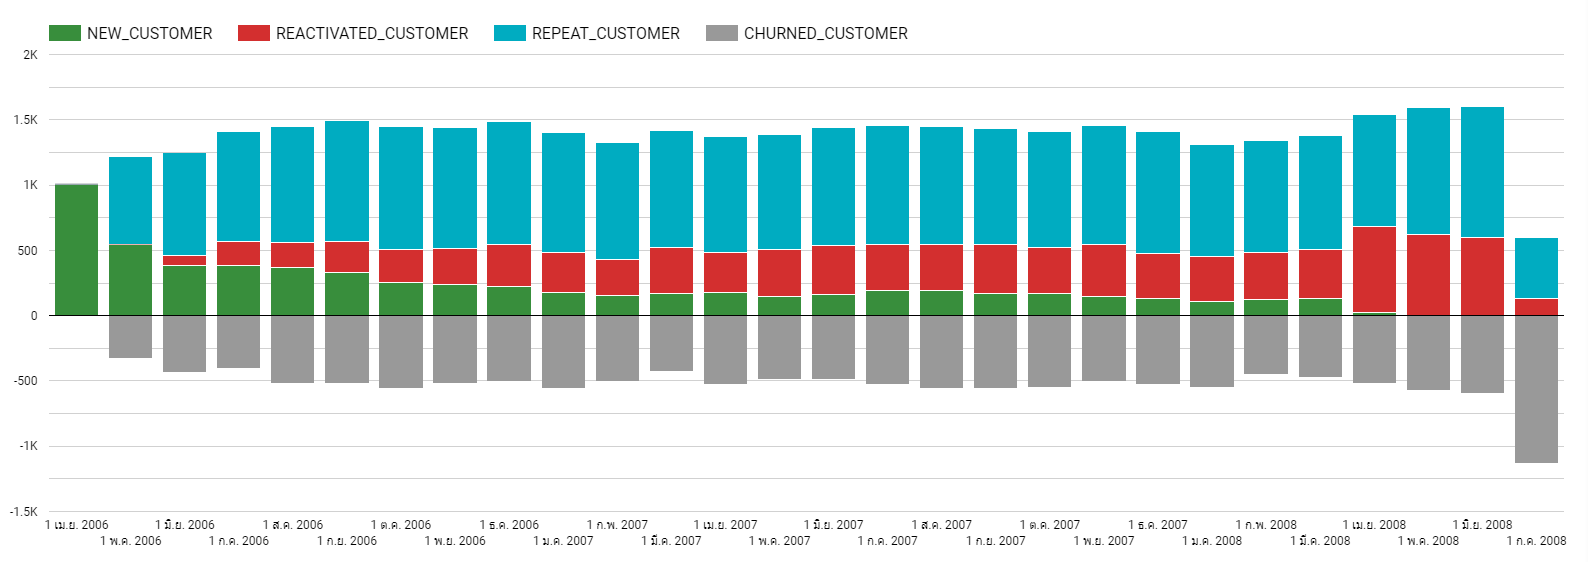 NEW_CUSTOMER REACTIVATED_CUSTOMER REPEAT_CUSTOMER CHURNED_CUSTOMER
2K
1.5K
1K
500
0
-500
-1K
-1.5K
1 เม.ย. 2006 1 มิ.ย. 2006 1 ส.ค. 2006 1 ต.ค. 2006 1 ธ.ค. 2006 1 ก.พ. 2007 1 เม.ย. 2007 1 มิ.ย. 2007 1 ส.ค. 2007 1 ต.ค. 2007 1 ธ.ค. 2007 1 ก.พ. 2008 1 เม.ย. 2008 1 มิ.ย. 2008
1 พ.ค. 2006 1 ก.ค. 2006 1 ก.ย. 2006 1 พ.ย. 2006 1 ม.ค. 2007 1 มี.ค. 2007 1 พ.ค. 2007 1 ก.ค. 2007 1 ก.ย. 2007 1 พ.ย. 2007 1 ม.ค. 2008 1 มี.ค. 2008 1 พ.ค. 2008 1 ก.ค. 2008